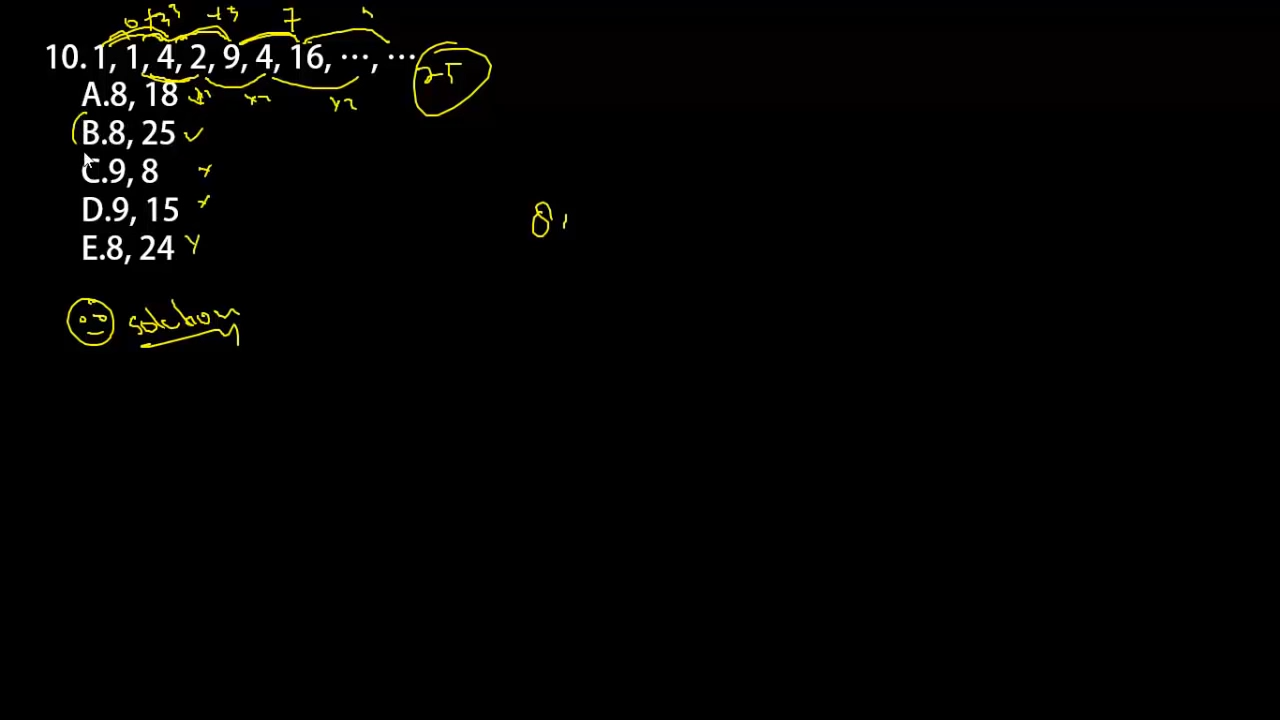 7
10. 1, 1, 4, 2, 9, 4, 16, ..., ... 25
A.8, 18
B.8, 25
C.9, 8
D.9, 15
E.8, 24
8
solution